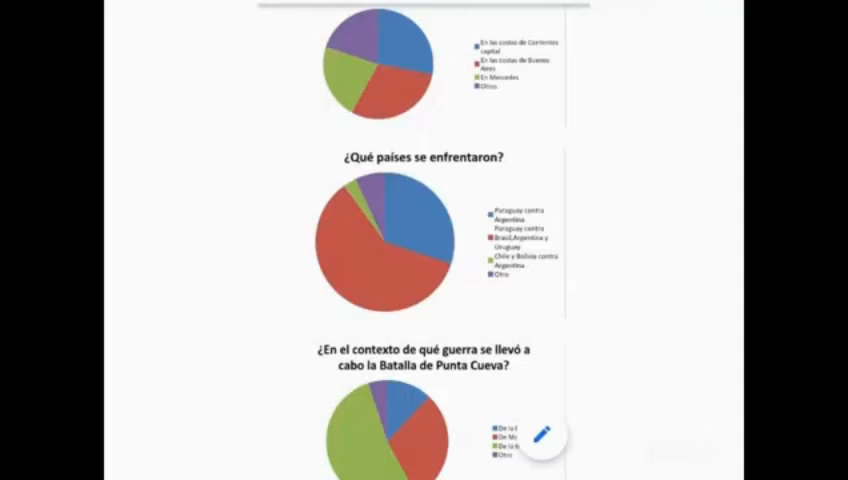 En las costas de Corrientes
capital
En las costas de Buenos
Aires
En Mercedes
Otros
¿Qué países se enfrentaron?
Paraguay contra
Argentina
Paraguay contra
Brasil,Argentina y
Uruguay
Chile y Bolivia contra
Argentina
Otro
¿En el contexto de qué guerra se llevó a
cabo la Batalla de Punta Cueva?
De la
De
De la
Otro